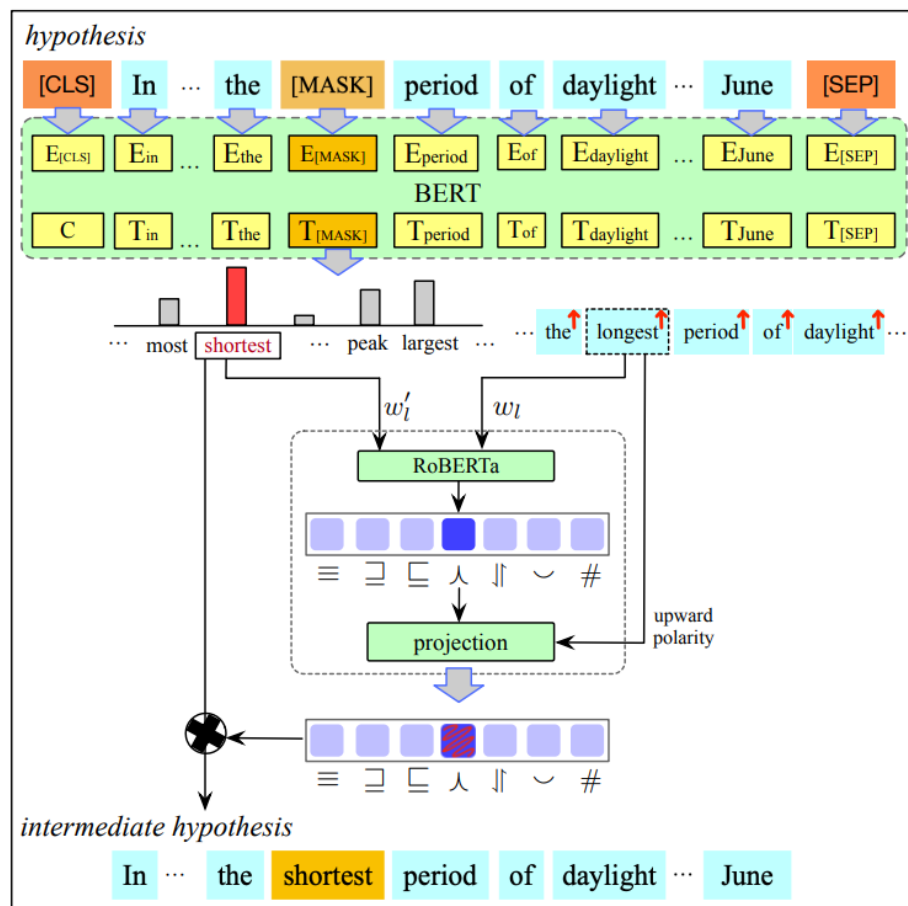 hypothesis
[CLS] In ... the [MASK] period of daylight ... June [SEP]
E[CLS] Ein ... Ethe E[MASK] Eperiod Eof Edaylight ... EJune E[SEP]
BERT
C Tin ... Tthe T[MASK] Tperiod Tof Tdaylight ... TJune T[SEP]
... most shortest ... peak largest ... ... the longest period of daylight ...
w'l wl
RoBERTa
≡ ⊒ ⊑ ⋏ ⥮ ⌣ #
upward
polarity
projection
≡ ⊒ ⊑ ⋏ ⥮ ⌣ #
intermediate hypothesis
In ... the shortest period of daylight ... June